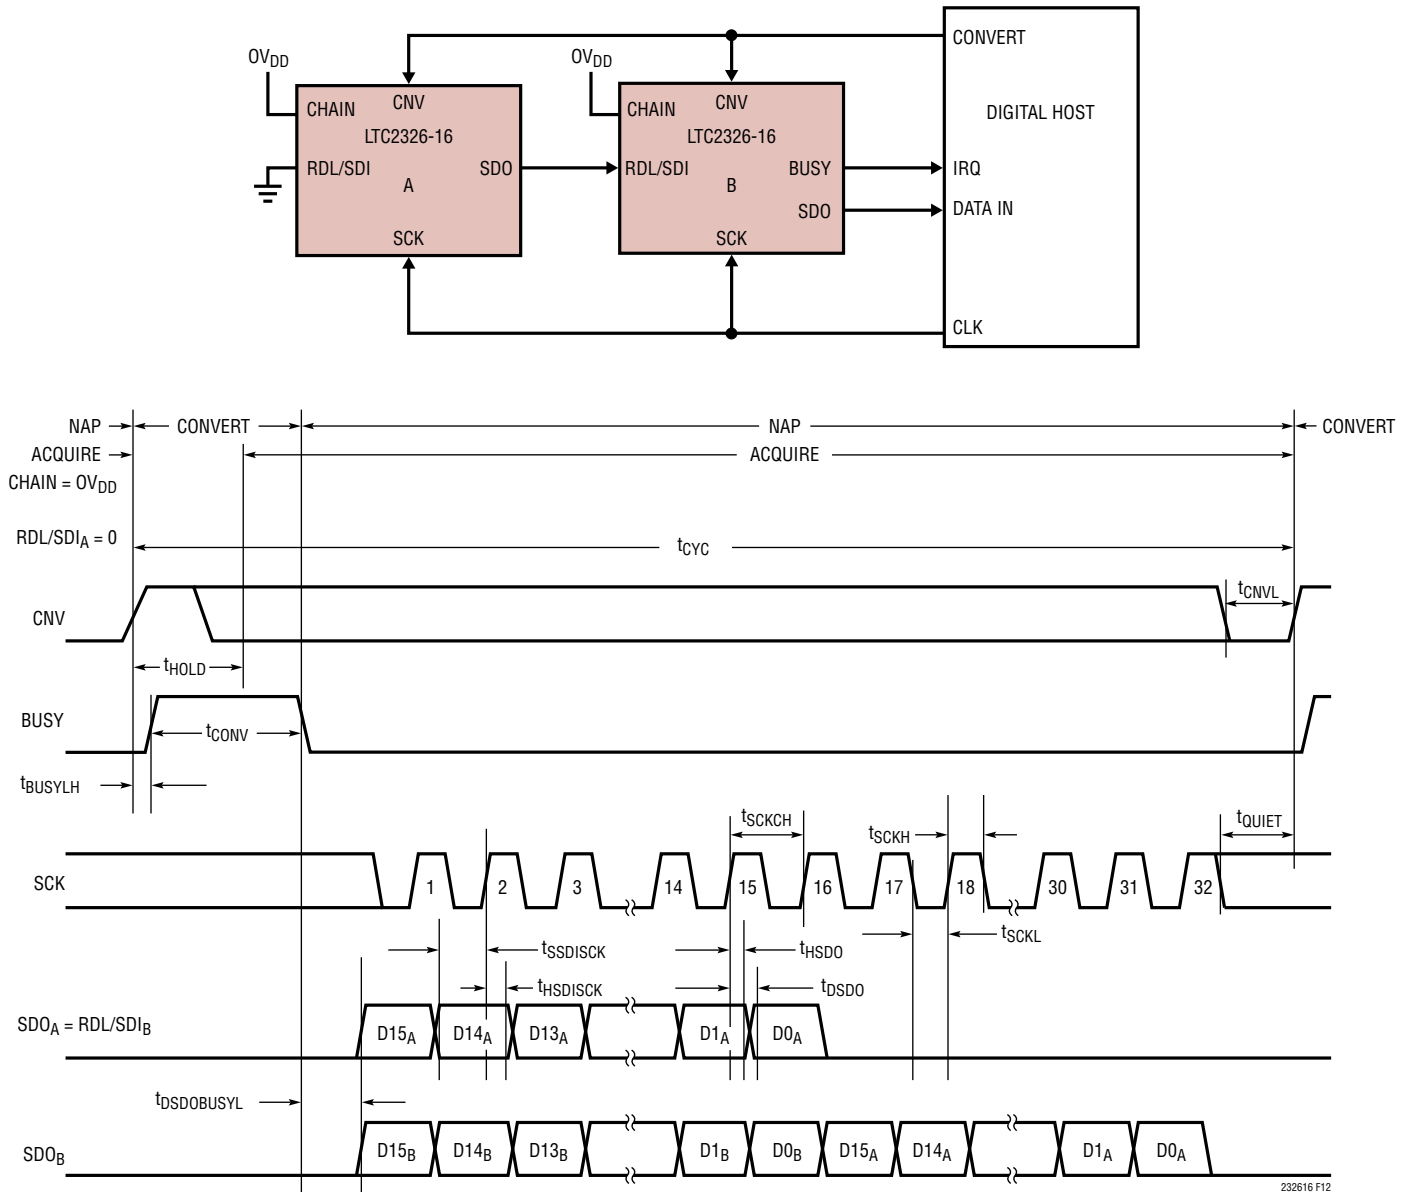 CONVERT
OVDD
OVDD
CHAIN
CNV
CHAIN
CNV
DIGITAL HOST
LTC2326-16
LTC2326-16
RDL/SDI
SDO
RDL/SDI
BUSY
IRQ
A
B
SDO
DATA IN
SCK
SCK
CLK
NAP
CONVERT
NAP
CONVERT
ACQUIRE
ACQUIRE
CHAIN = OVDD
RDL/SDIA = 0
tCYC
CNV
tCNVL
tHOLD
BUSY
tCONV
tBUSYLH
tSCKCH
tSCKH
tQUIET
SCK
1 2 3 14 15 16 17 18 30 31 32
tSSDISCK
tHSDO
tSCKL
tHSDISCK
tDSDO
SDOA = RDL/SDIB
D15A D14A D13A D1A D0A
tDSDOBUSYL
SDOB
D15B D14B D13B D1B D0B D15A D14A D1A D0A
232616 F12